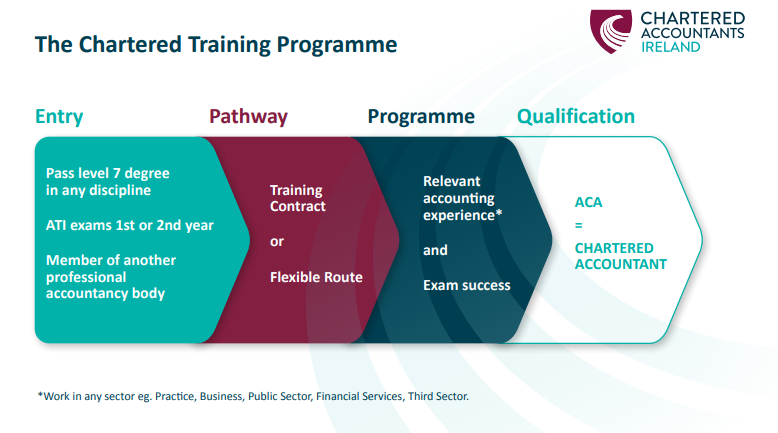 The Chartered Training Programme
CHARTERED
ACCOUNTANTS
IRELAND
Entry
Pathway
Programme
Qualification
Pass level 7 degree
in any discipline
ATI exams 1st or 2nd year
Member of another
professional
accountancy body
Training
Contract
or
Flexible Route
Relevant
accounting
experience*
and
Exam success
ACA
=
CHARTERED
ACCOUNTANT
*Work in any sector eg. Practice, Business, Public Sector, Financial Services, Third Sector.